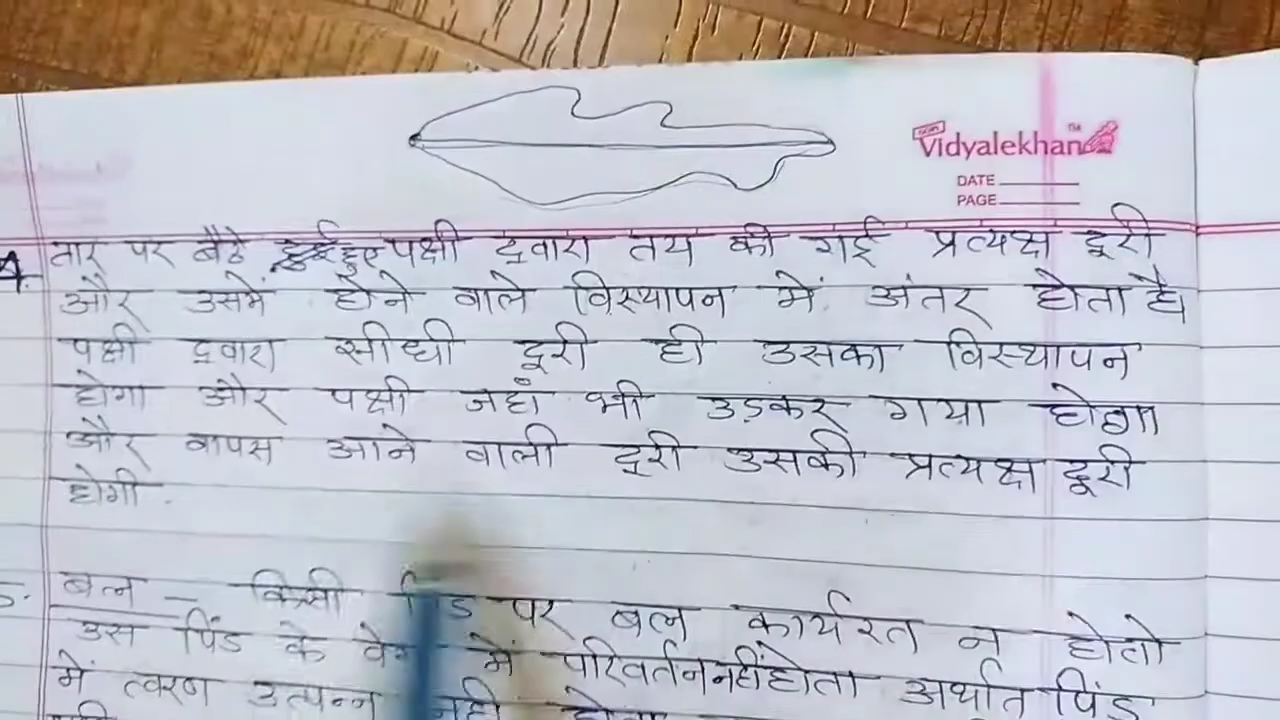 Vidyalekhan™
DATE
PAGE
4. तार पर बैठे हुए पक्षी द्वारा तय की गई प्रत्यक्ष दूरी
और उसमें होने वाले विस्थापन में अंतर होता है।
पक्षी द्वारा सीधी दूरी ही उसका विस्थापन
होगा और पक्षी जहाँ भी उड़कर गया होगा
और वापस आने वाली दूरी उसकी प्रत्यक्ष दूरी
होगी.
5. बल - किसी पिंड पर बल कार्यरत न होतो
उस पिंड के वेग में परिवर्तन नहीं होता अर्थात पिंड
में त्वरण उत्पन्न नही